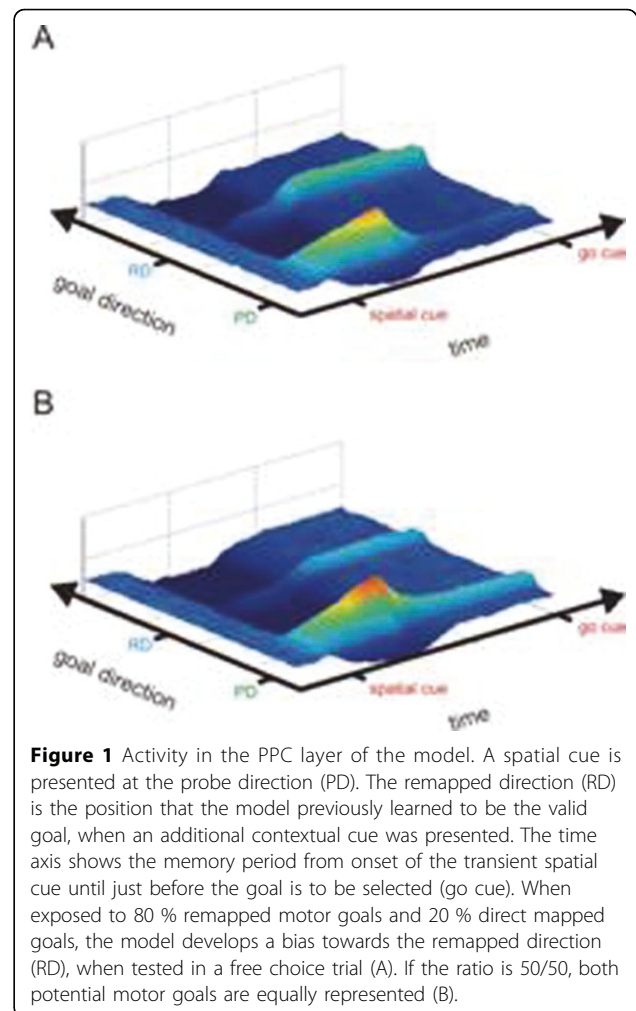 A
goal direction
RD
PD
spatial cue
time
go cue
B
goal direction
RD
PD
spatial cue
time
go cue
Figure 1 Activity in the PPC layer of the model. A spatial cue is
presented at the probe direction (PD). The remapped direction (RD)
is the position that the model previously learned to be the valid
goal, when an additional contextual cue was presented. The time
axis shows the memory period from onset of the transient spatial
cue until just before the goal is to be selected (go cue). When
exposed to 80 % remapped motor goals and 20 % direct mapped
goals, the model develops a bias towards the remapped direction
(RD), when tested in a free choice trial (A). If the ratio is 50/50, both
potential motor goals are equally represented (B).